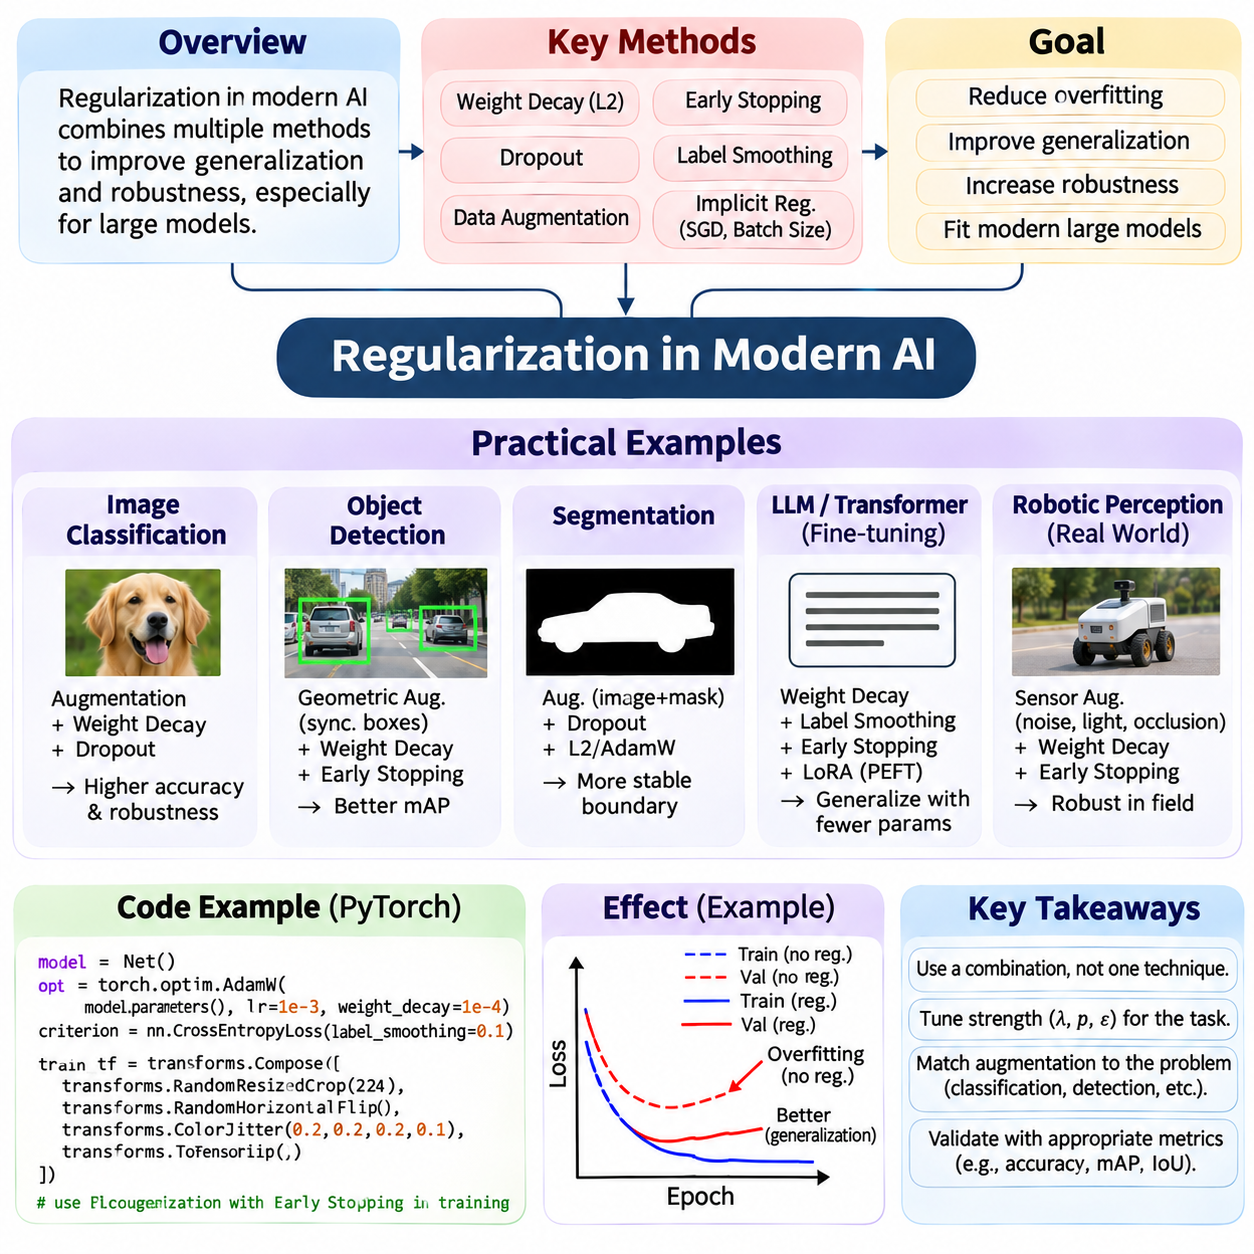 Overview
Regularization in modern AI
combines multiple methods
to improve generalization
and robustness, especially
for large models.
Key Methods
Weight Decay (L2)
Early Stopping
Dropout
Label Smoothing
Data Augmentation
Implicit Reg.
(SGD, Batch Size)
Goal
Reduce overfitting
Improve generalization
Increase robustness
Fit modern large models
Regularization in Modern AI
Practical Examples
Image
Classification
Augmentation
+ Weight Decay
+ Dropout
→ Higher accuracy
& robustness
Object
Detection
Geometric Aug.
(sync. boxes)
+ Weight Decay
+ Early Stopping
→ Better mAP
Segmentation
Aug. (image+mask)
+ Dropout
+ L2/AdamW
→ More stable
boundary
LLM / Transformer
(Fine-tuning)
Weight Decay
+ Label Smoothing
+ Early Stopping
+ LoRA (PEFT)
→ Generalize with
fewer params
Robotic Perception
(Real World)
Sensor Aug.
(noise, light, occlusion)
+ Weight Decay
+ Early Stopping
→ Robust in field
Code Example (PyTorch)
model = Net()
opt = torch.optim.AdamW(
model.parameters(), lr=1e-3, weight_decay=1e-4)
criterion = nn.CrossEntropyLoss(label_smoothing=0.1)
train tf = transforms.Compose([
transforms.RandomResizedCrop(224),
transforms.RandomHorizontalFlip(),
transforms.ColorJitter(0.2,0.2,0.2,0.1),
])
# use with Early Stopping in training
Effect (Example)
Train (no reg.)
Val (no reg.)
Train (reg.)
Val (reg.)
Overfitting
(no reg.)
Better
(generalization)
Loss
Epoch
Key Takeaways
Use a combination, not one technique.
Tune strength (λ, p, ε) for the task.
Match augmentation to the problem
(classification, detection, etc.).
Validate with appropriate metrics
(e.g., accuracy, mAP, IoU).